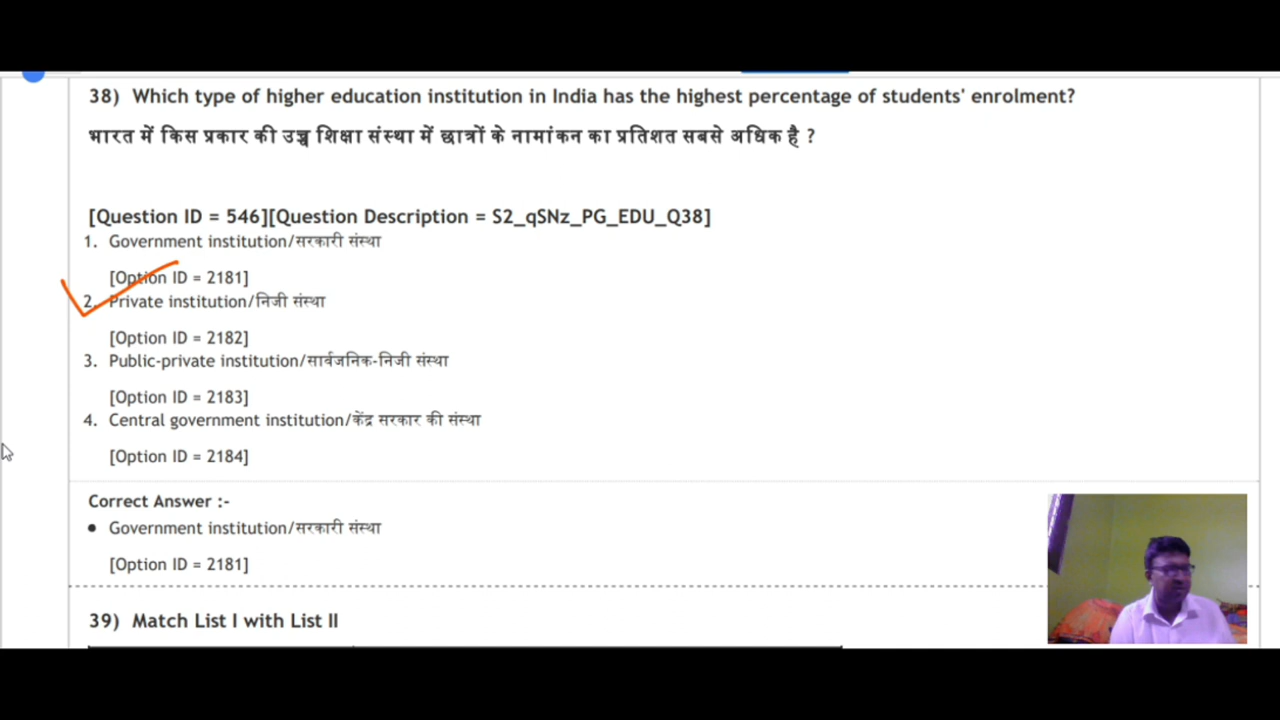 38) Which type of higher education institution in India has the highest percentage of students' enrolment?
भारत में किस प्रकार की उच्च शिक्षा संस्था में छात्रों के नामांकन का प्रतिशत सबसे अधिक है ?
[Question ID = 546][Question Description = S2_qSNz_PG_EDU_Q38]
1. Government institution/सरकारी संस्था
[Option ID = 2181]
2. Private institution/निजी संस्था
[Option ID = 2182]
3. Public-private institution/सार्वजनिक-निजी संस्था
[Option ID = 2183]
4. Central government institution/केंद्र सरकार की संस्था
[Option ID = 2184]
Correct Answer :-
• Government institution/सरकारी संस्था
[Option ID = 2181]
39) Match List I with List II